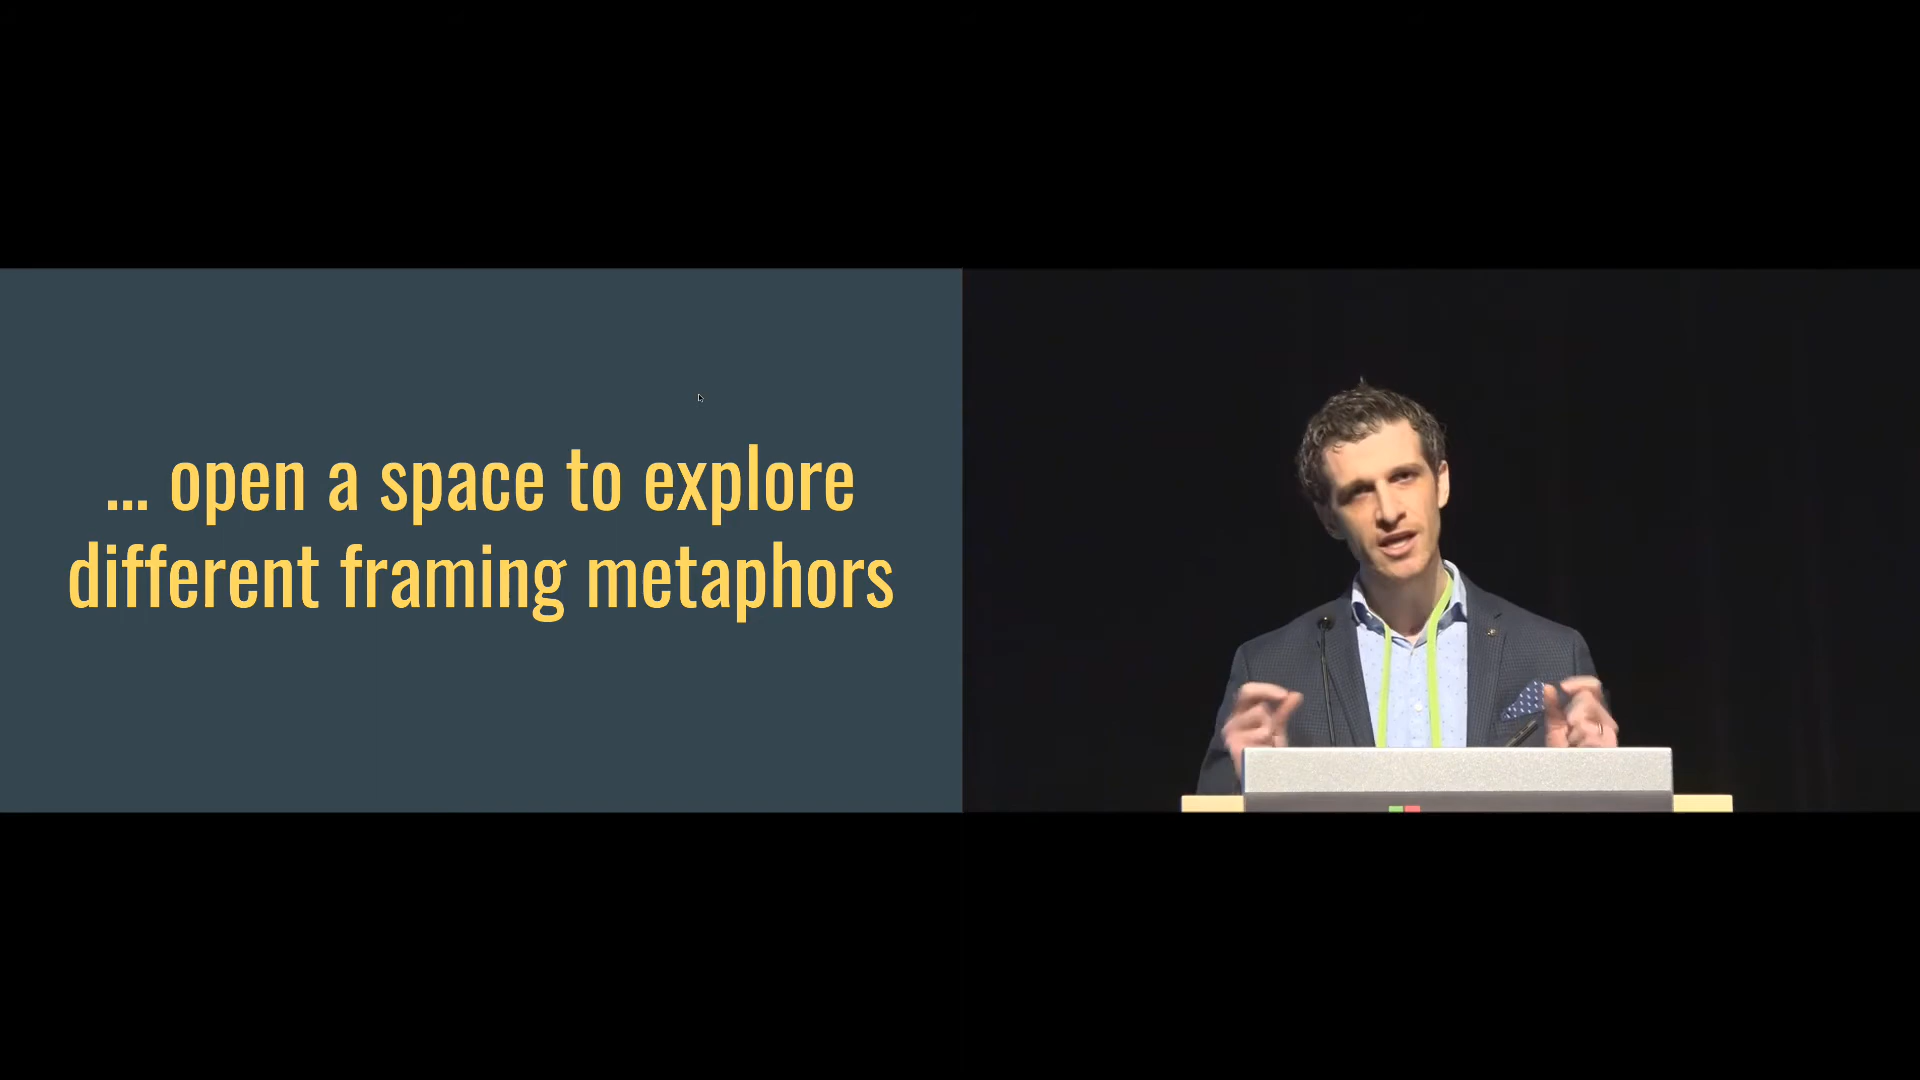 ... open a space to explore
different framing metaphors